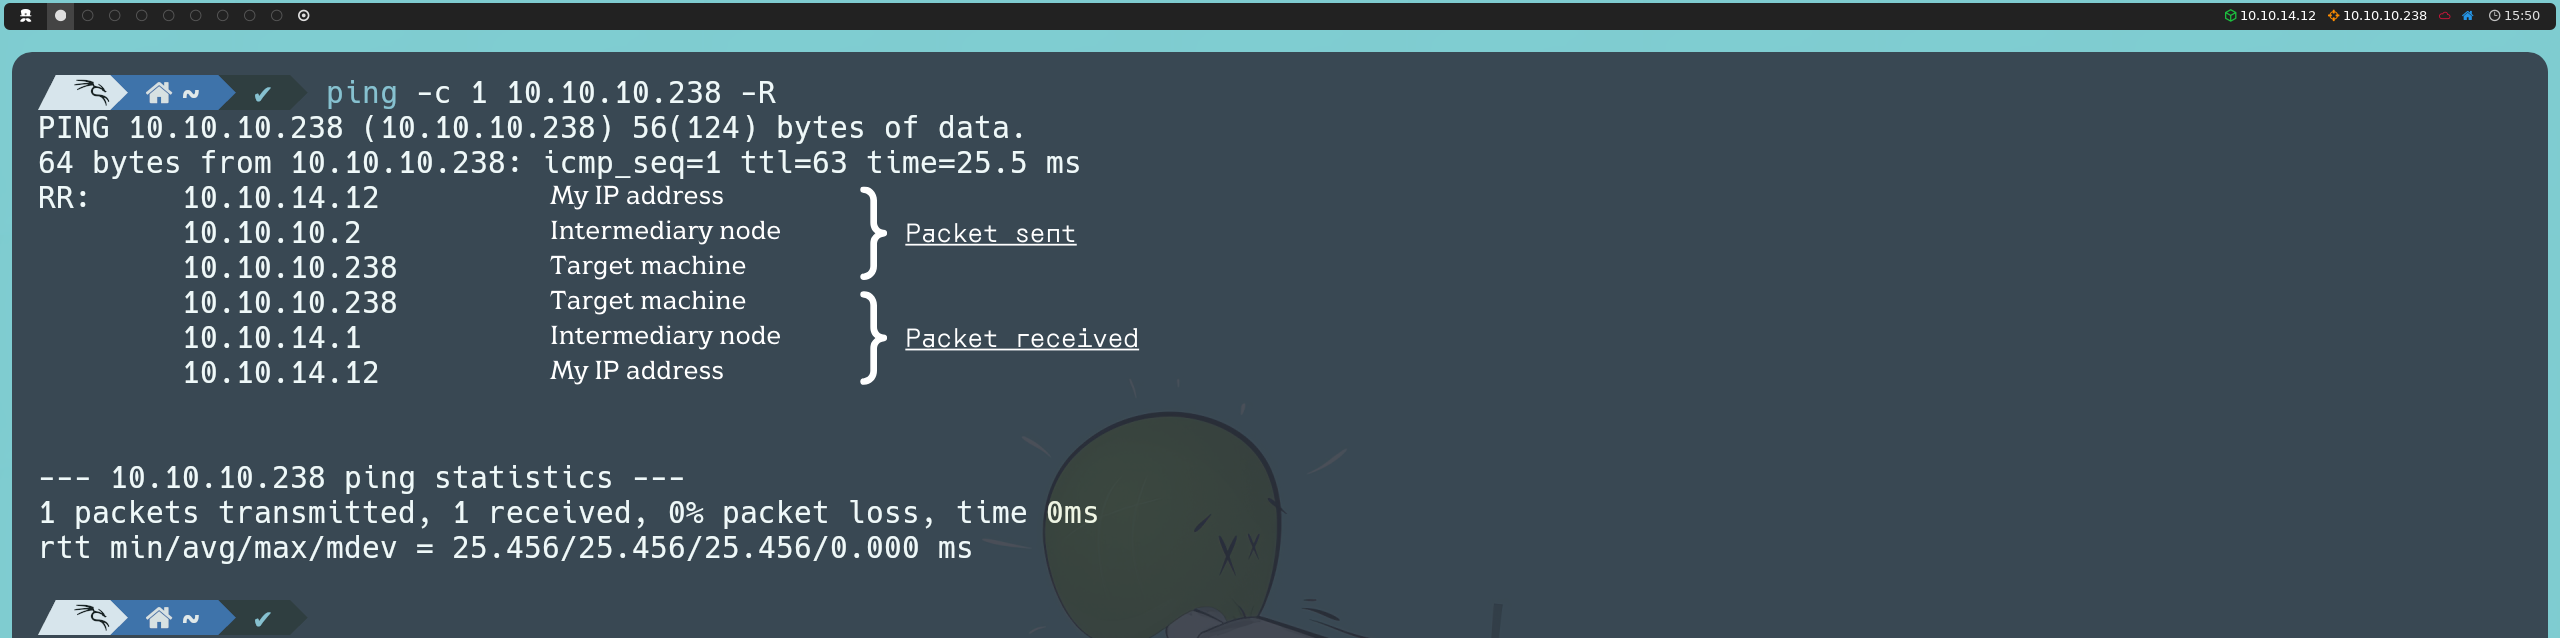 10.10.14.12 10.10.10.238 15:50
~ ✔ ping -c 1 10.10.10.238 -R
PING 10.10.10.238 (10.10.10.238) 56(124) bytes of data.
64 bytes from 10.10.10.238: icmp_seq=1 ttl=63 time=25.5 ms
RR: 10.10.14.12 My IP address
10.10.10.2 Intermediary node Packet sent
10.10.10.238 Target machine
10.10.10.238 Target machine
10.10.14.1 Intermediary node Packet received
10.10.14.12 My IP address
--- 10.10.10.238 ping statistics ---
1 packets transmitted, 1 received, 0% packet loss, time 0ms
rtt min/avg/max/mdev = 25.456/25.456/25.456/0.000 ms
~ ✔